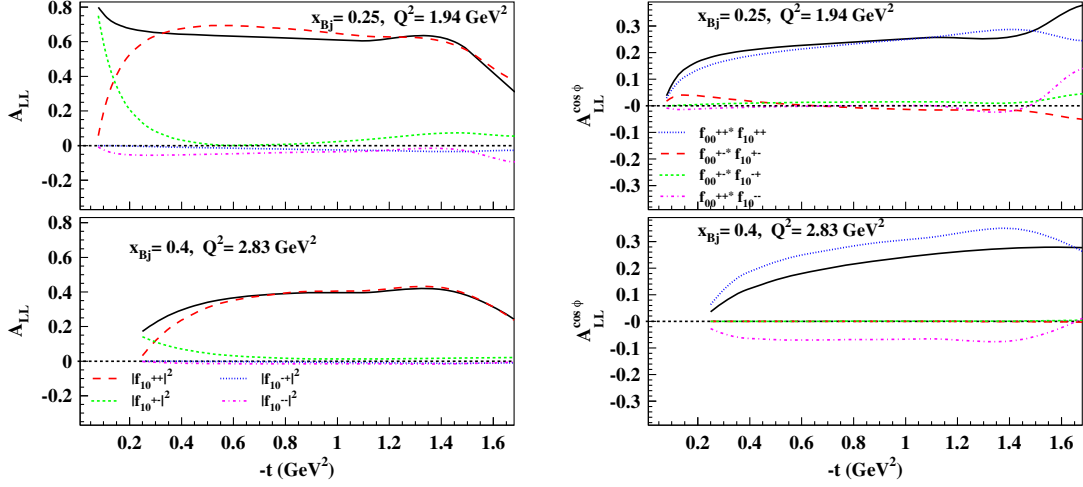 x_Bj= 0.25, Q²= 1.94 GeV²
A_LL
0.8
0.6
0.4
0.2
0
-0.2
x_Bj= 0.4, Q²= 2.83 GeV²
A_LL
0.8
0.6
0.4
0.2
0
-0.2
|f₁₀⁺⁺|² |f₁₀⁻⁺|²
|f₁₀⁺⁻|² |f₁₀⁻⁻|²
0.2 0.4 0.6 0.8 1 1.2 1.4 1.6
-t (GeV²)
x_Bj= 0.25, Q²= 1.94 GeV²
A_LL^cos ϕ
0.3
0.2
0.1
-0
-0.1
-0.2
-0.3
f₀₀⁺⁺* f₁₀⁺⁺
f₀₀⁺⁻* f₁₀⁺⁻
f₀₀⁺⁻* f₁₀⁻⁺
f₀₀⁺⁺* f₁₀⁻⁻
x_Bj= 0.4, Q²= 2.83 GeV²
A_LL^cos ϕ
0.3
0.2
0.1
-0
-0.1
-0.2
-0.3
0.2 0.4 0.6 0.8 1 1.2 1.4 1.6
-t (GeV²)